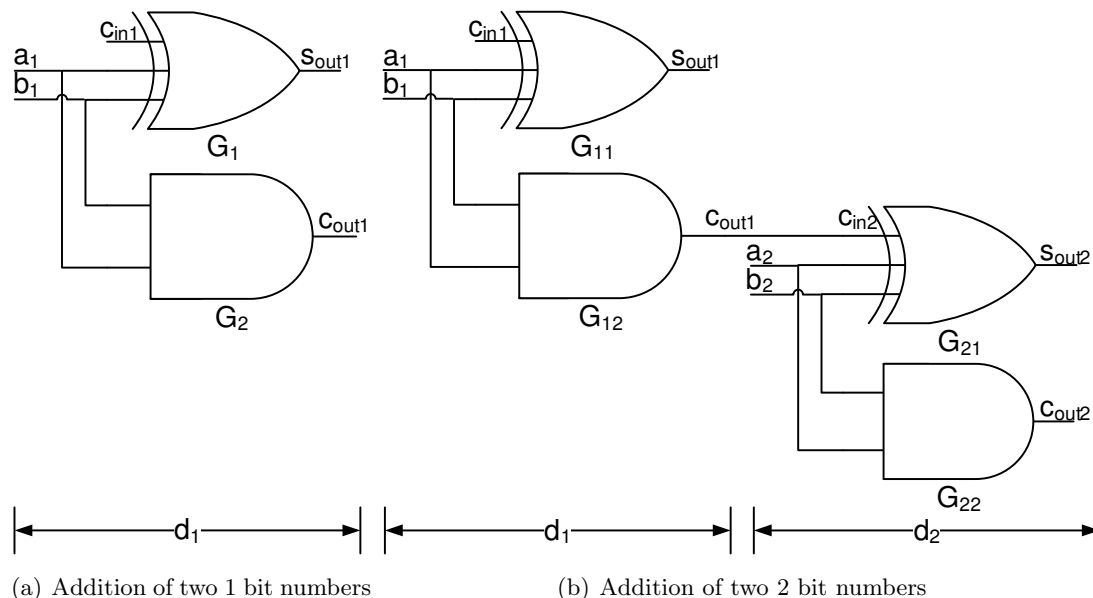 c_in1
a_1
s_out1
b_1
G_1
c_out1
G_2
c_in1
a_1
s_out1
b_1
G_11
c_out1
G_12
c_in2
a_2
s_out2
b_2
G_21
c_out2
G_22
d_1
d_1
d_2
(a) Addition of two 1 bit numbers
(b) Addition of two 2 bit numbers